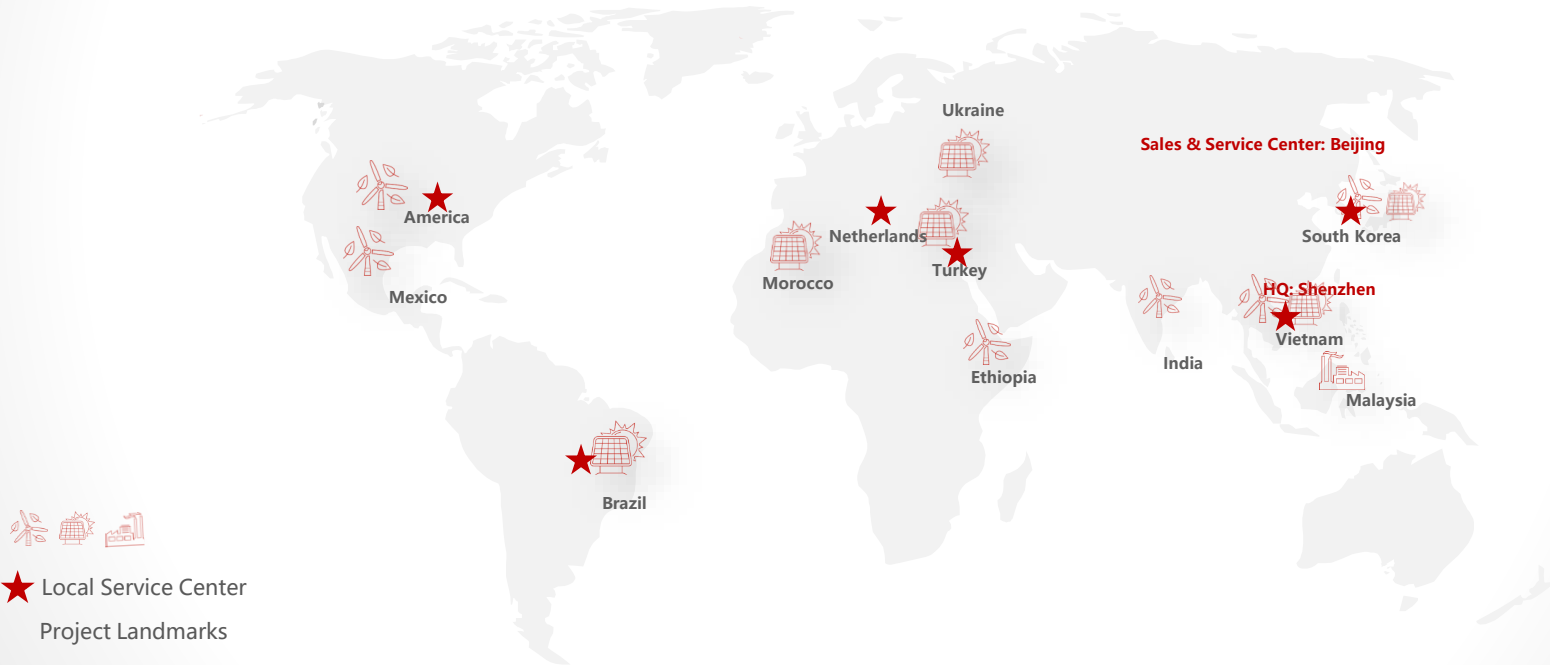 Ukraine
Sales & Service Center: Beijing
America
Netherlands
South Korea
Turkey
Morocco
HQ: Shenzhen
Mexico
Vietnam
India
Ethiopia
Malaysia
Brazil
Local Service Center
Project Landmarks